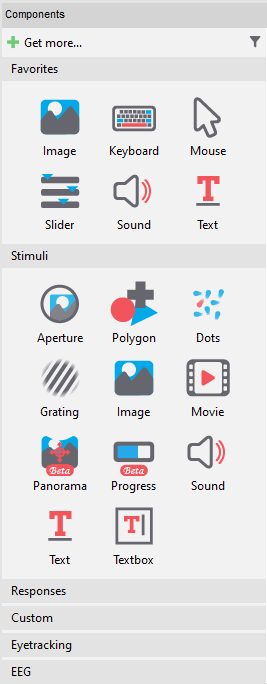 Components
Get more...
Favorites
Image Keyboard Mouse
Slider Sound Text
Stimuli
Aperture Polygon Dots
Grating Image Movie
Beta Beta
Panorama Progress Sound
T T
Text Textbox
Responses
Custom
Eyetracking
EEG